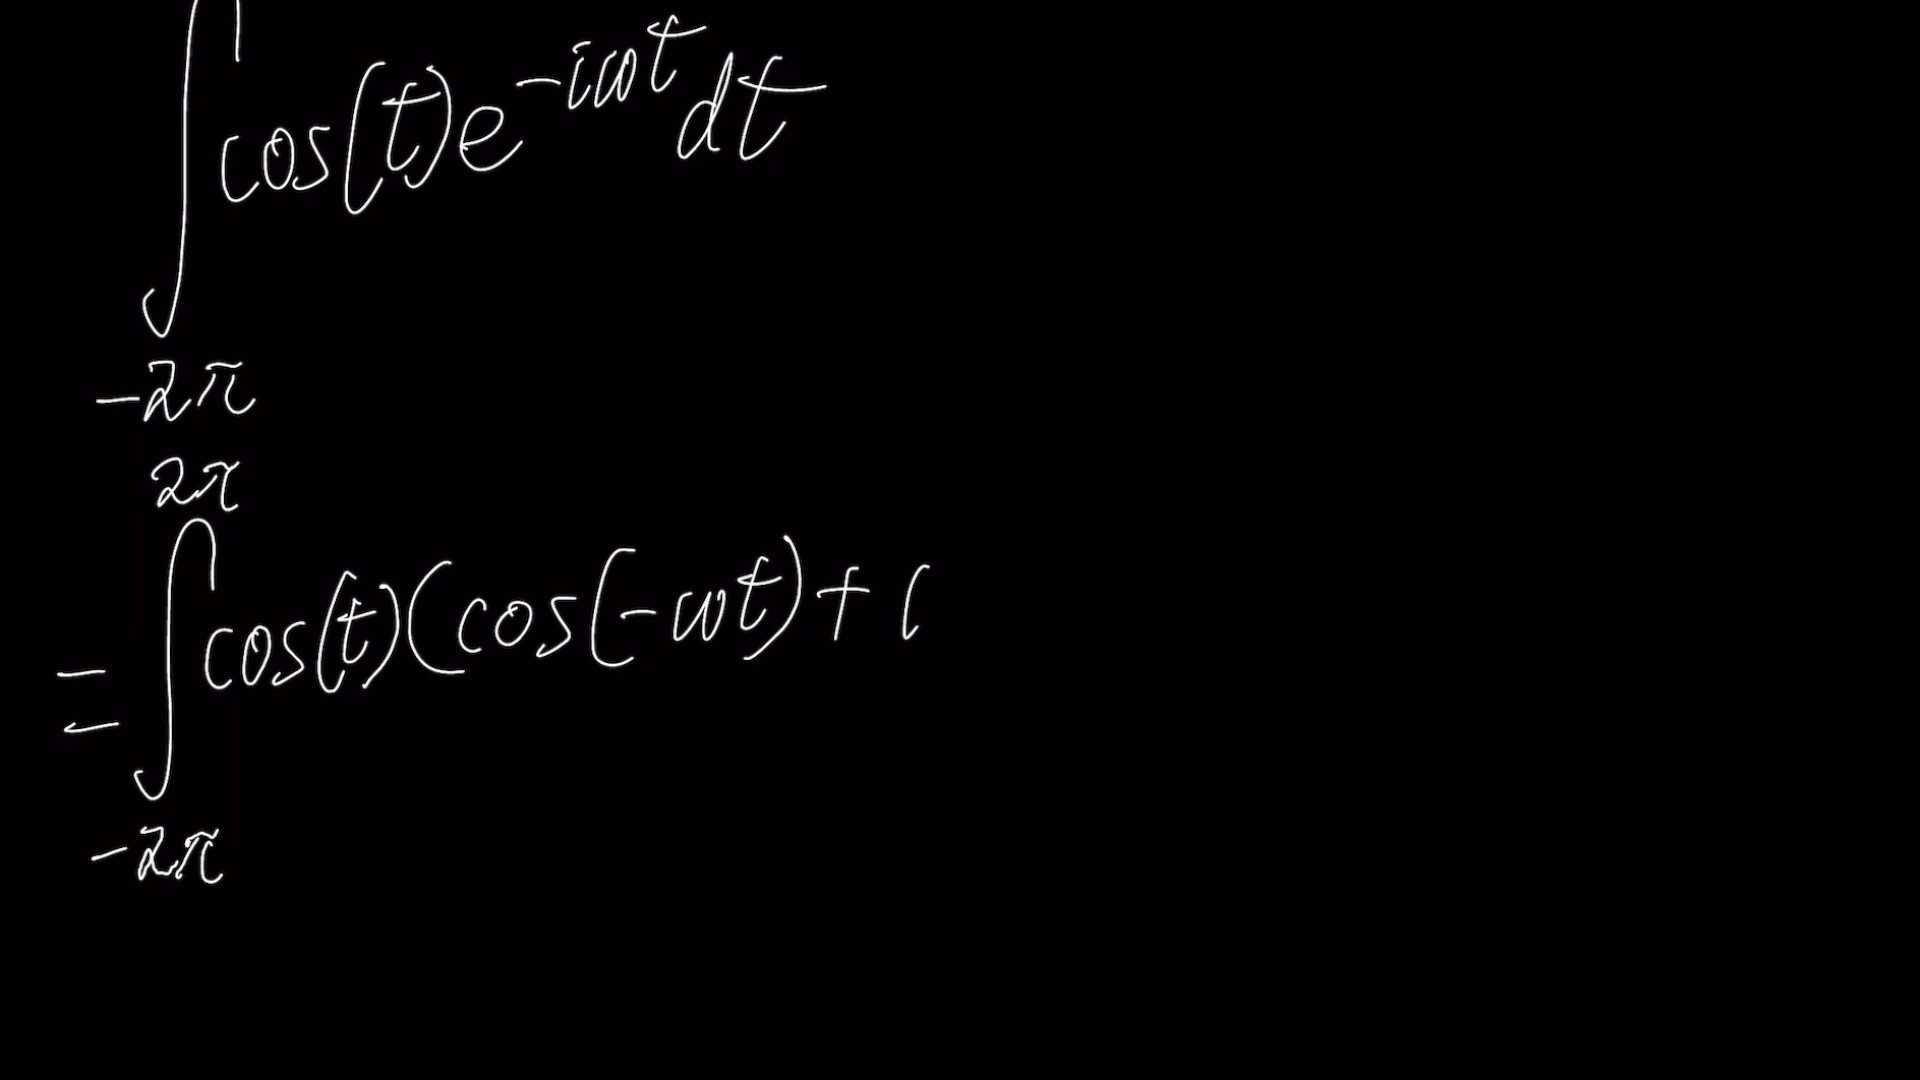 ∫cos(t)e^{-iωt}dt
-2π
2π
=∫cos(t)(cos(-ωt)+(
-2π